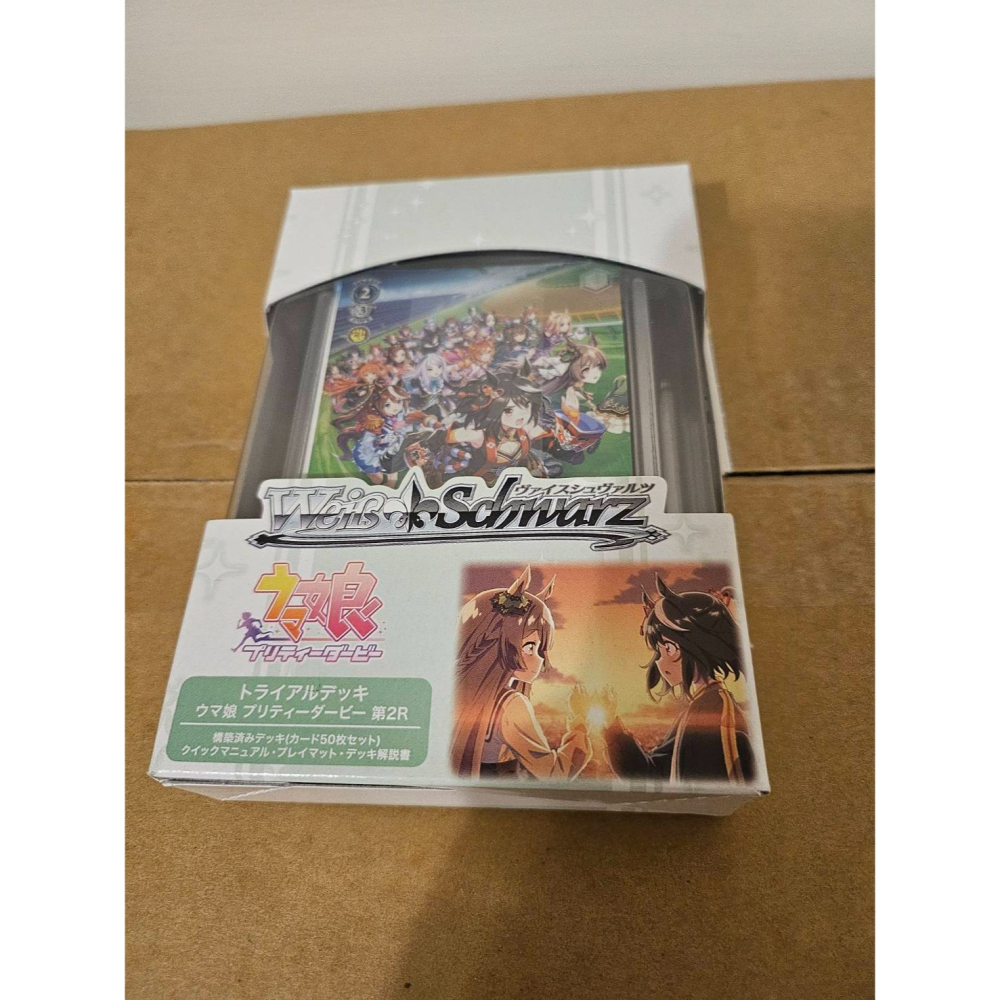 2
3
ヴァイスシュヴァルツ
Weiß Schwarz
ウマ娘
プリティーダービー
トライアルデッキ
ウマ娘 プリティーダービー 第2R
構築済みデッキ(カード50枚セット)
クイックマニュアル・プレイマット・デッキ解説書